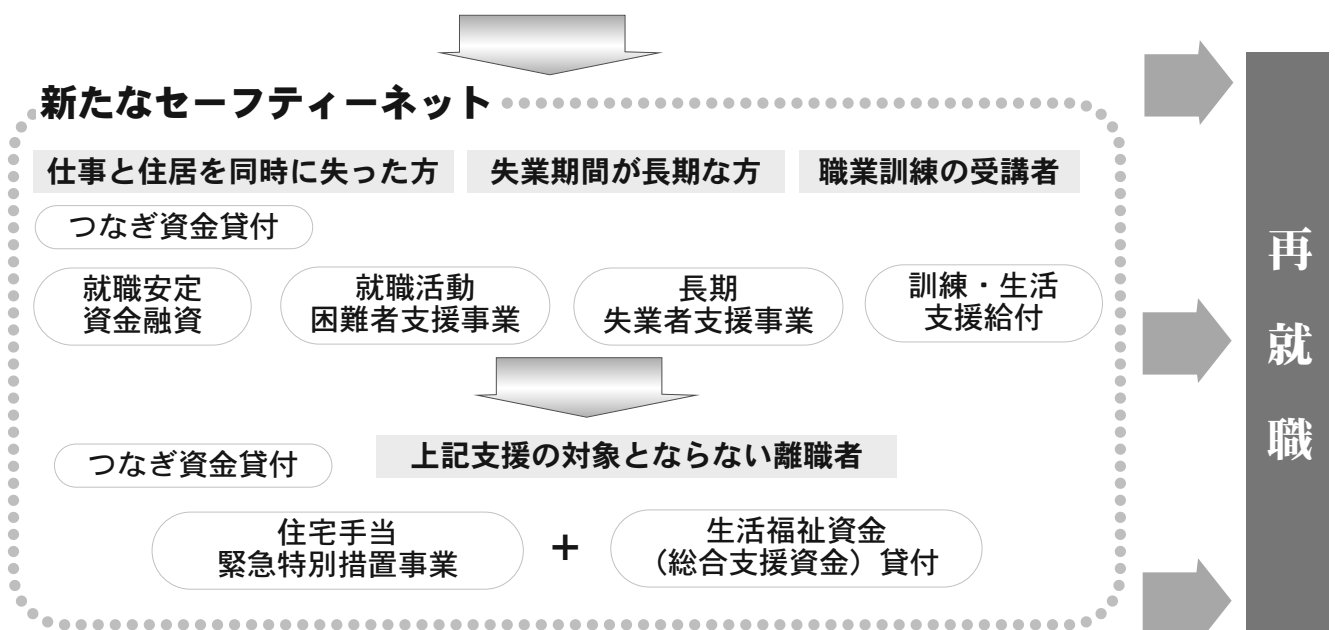 新たなセーフティーネット
仕事と住居を同時に失った方
失業期間が長期な方
職業訓練の受講者
つなぎ資金貸付
就職安定
資金融資
就職活動
困難者支援事業
長期
失業者支援事業
訓練・生活
支援給付
上記支援の対象とならない離職者
つなぎ資金貸付
住宅手当
緊急特別措置事業
+
生活福祉資金
（総合支援資金）貸付
再就職